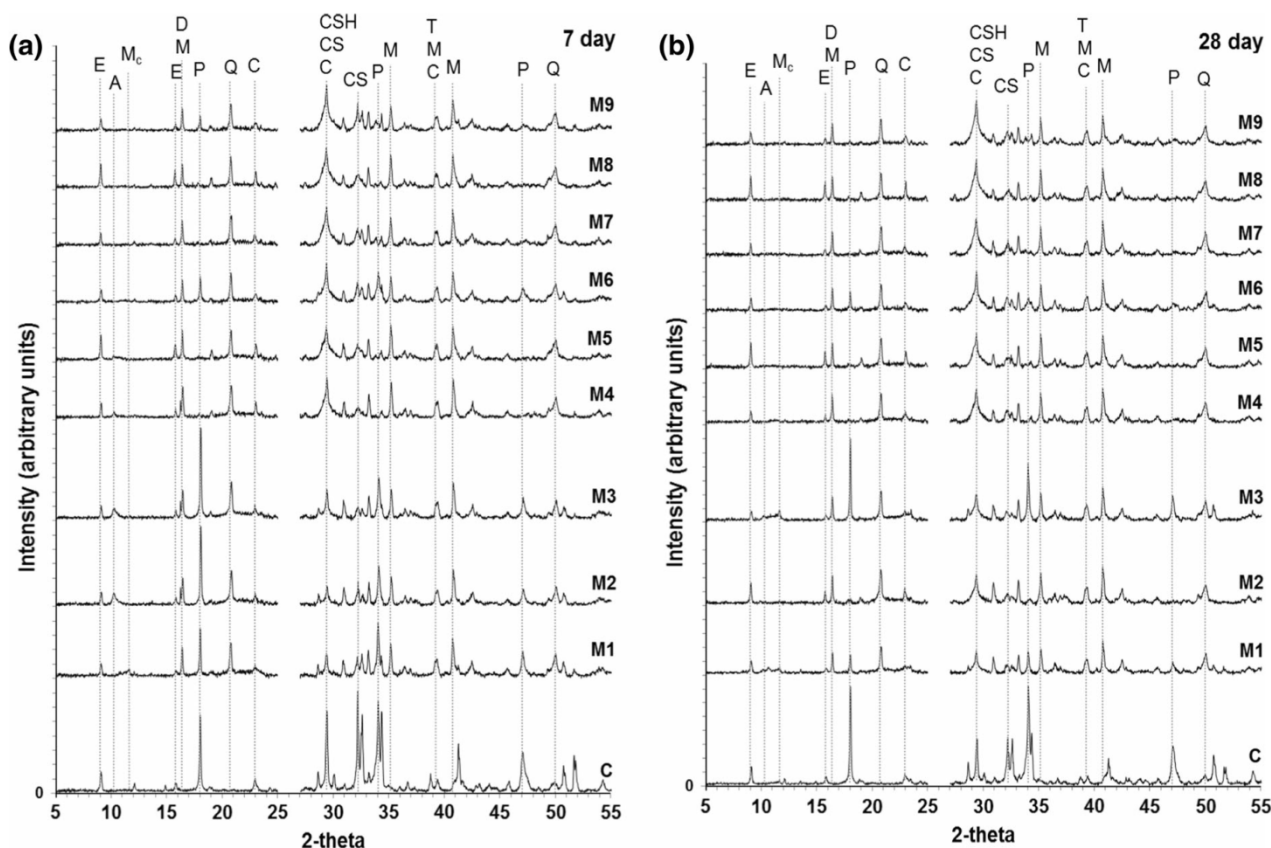 (a)
7 day
E A Mc D M E P Q C CSH CS C CS P M T M C M P Q
M9
M8
M7
M6
M5
M4
M3
M2
M1
C
Intensity (arbitrary units)
0
5 10 15 20 25 30 35 40 45 50 55
2-theta
(b)
28 day
E A Mc D M E P Q C CSH CS C CS P M T M C M P Q
M9
M8
M7
M6
M5
M4
M3
M2
M1
C
Intensity (arbitrary units)
0
5 10 15 20 25 30 35 40 45 50 55
2-theta